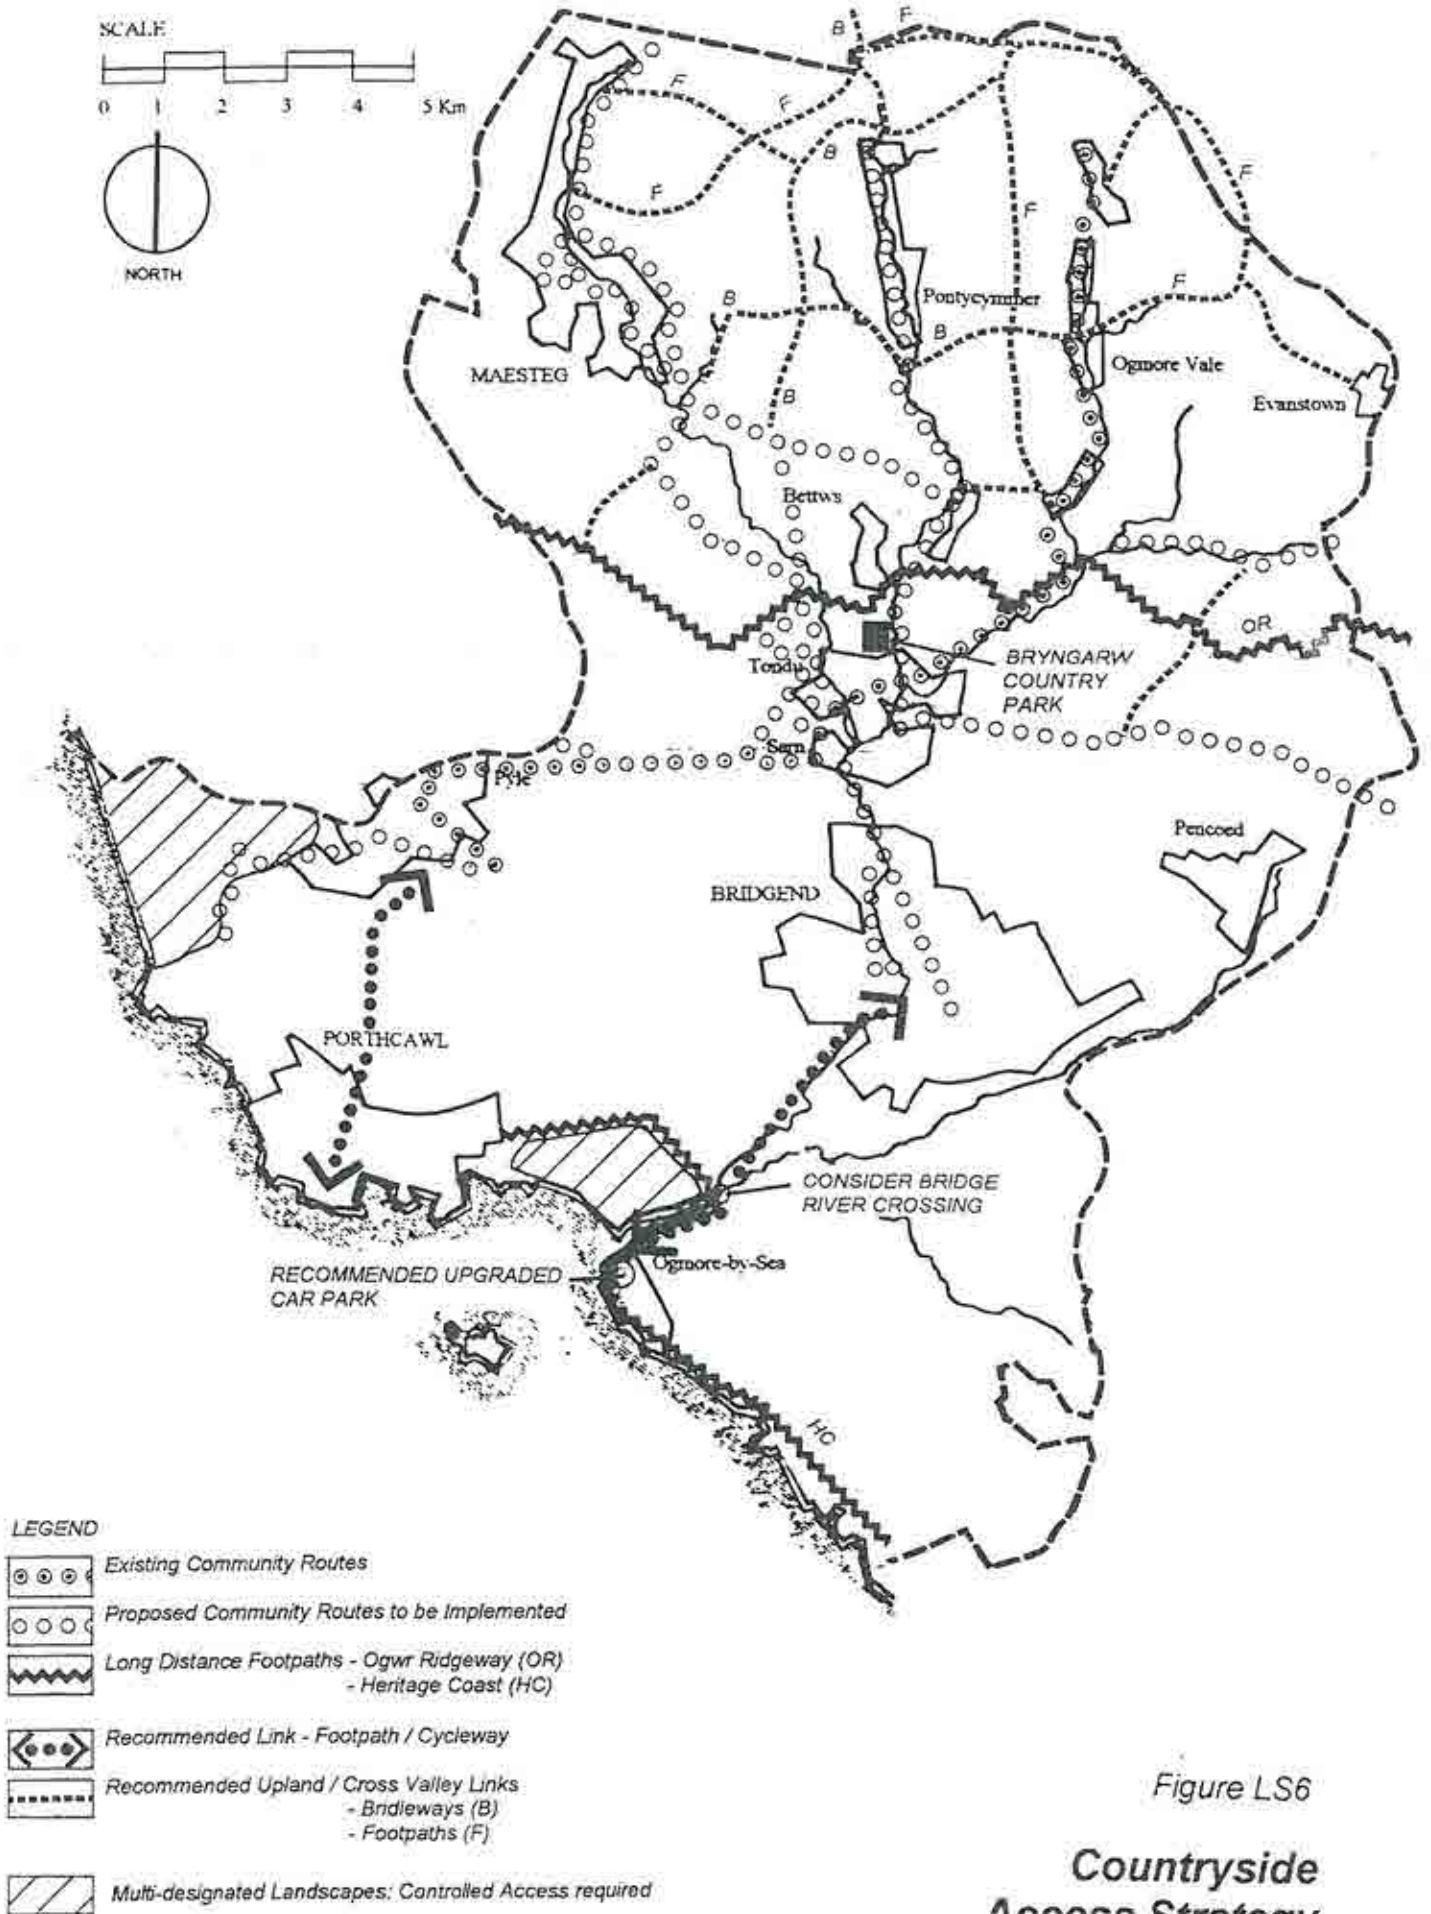 SCALE
0 1 2 3 4 5 Km
NORTH
B
F
F
F
F
B
F
F
F
F
B
B
B
Pontycymmer
MAESTEG
Ogmore Vale
Evanstown
Bettws
OR
BRYNGARW
COUNTRY
PARK
Tondu
Sarn
Pyle
Pencoed
BRIDGEND
PORTHCAWL
CONSIDER BRIDGE
RIVER CROSSING
Ogmore-by-Sea
RECOMMENDED UPGRADED
CAR PARK
HC
LEGEND
Existing Community Routes
Proposed Community Routes to be Implemented
Long Distance Footpaths - Ogwr Ridgeway (OR)
- Heritage Coast (HC)
Recommended Link - Footpath / Cycleway
Recommended Upland / Cross Valley Links
- Bridleways (B)
- Footpaths (F)
Multi-designated Landscapes: Controlled Access required
Figure LS6
Countryside
Access Strategy